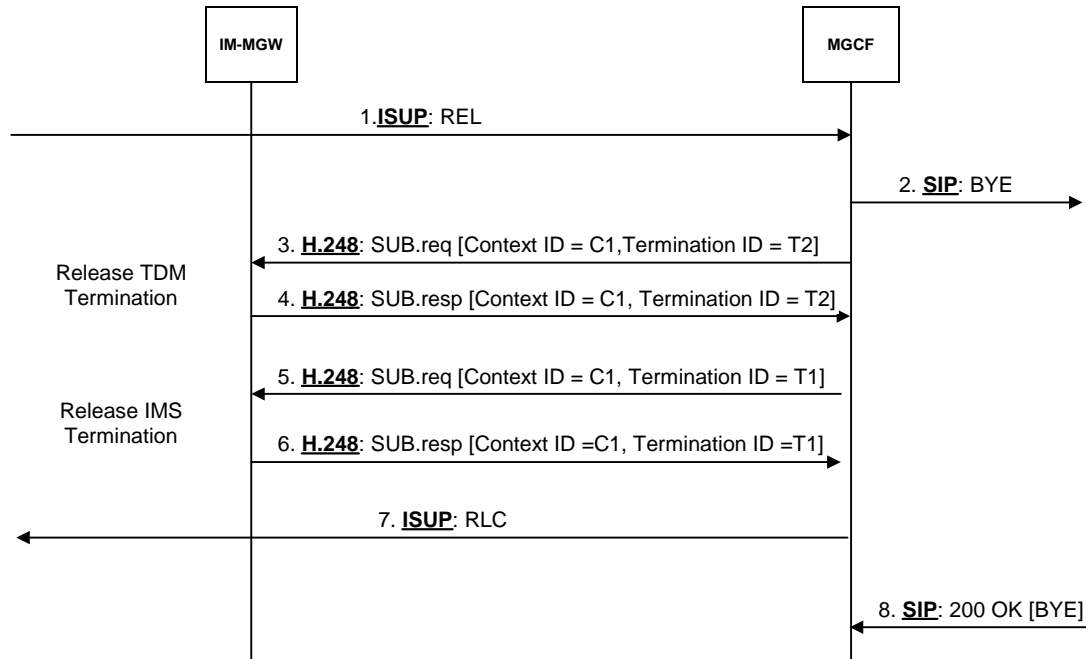 IM-MGW
MGCF
1.ISUP: REL
2. SIP: BYE
3. H.248: SUB.req [Context ID = C1,Termination ID = T2]
Release TDM
Termination
4. H.248: SUB.resp [Context ID = C1, Termination ID = T2]
5. H.248: SUB.req [Context ID = C1, Termination ID = T1]
Release IMS
Termination
6. H.248: SUB.resp [Context ID =C1, Termination ID =T1]
7. ISUP: RLC
8. SIP: 200 OK [BYE]